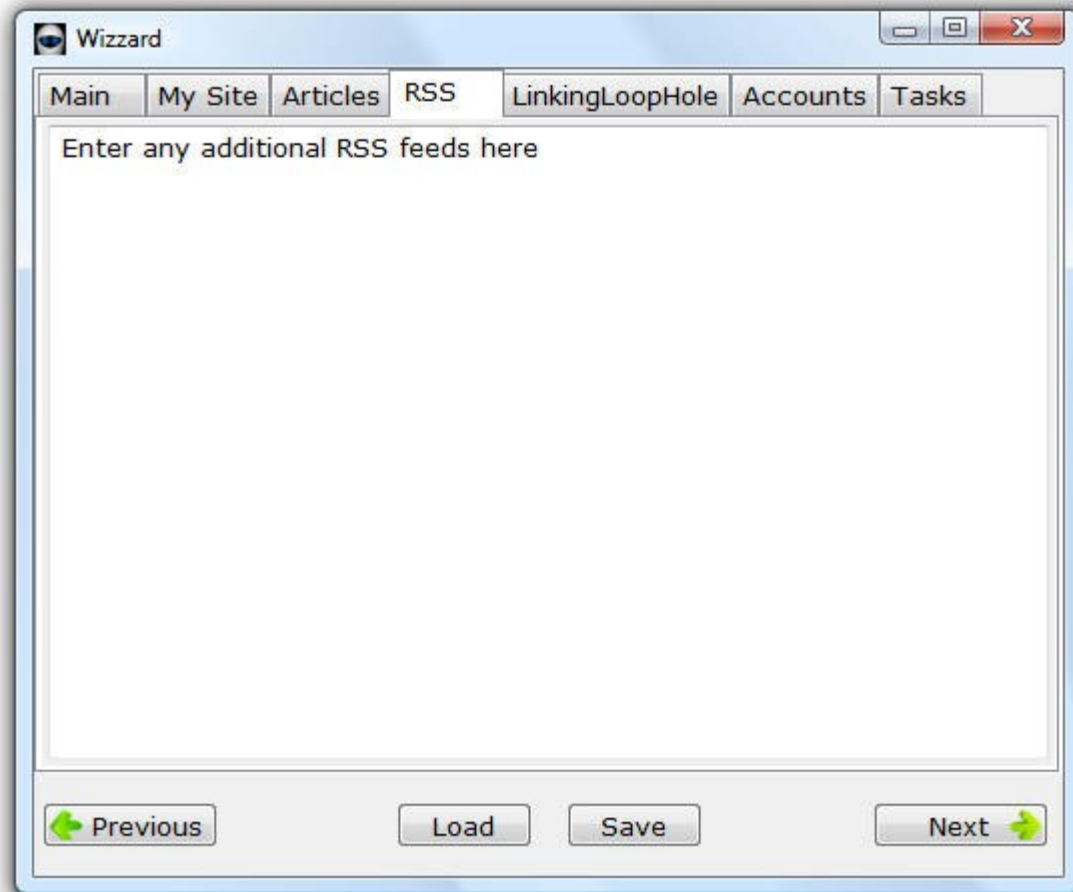 Wizzard
Main My Site Articles RSS LinkingLoopHole Accounts Tasks
Enter any additional RSS feeds here
Previous Load Save Next